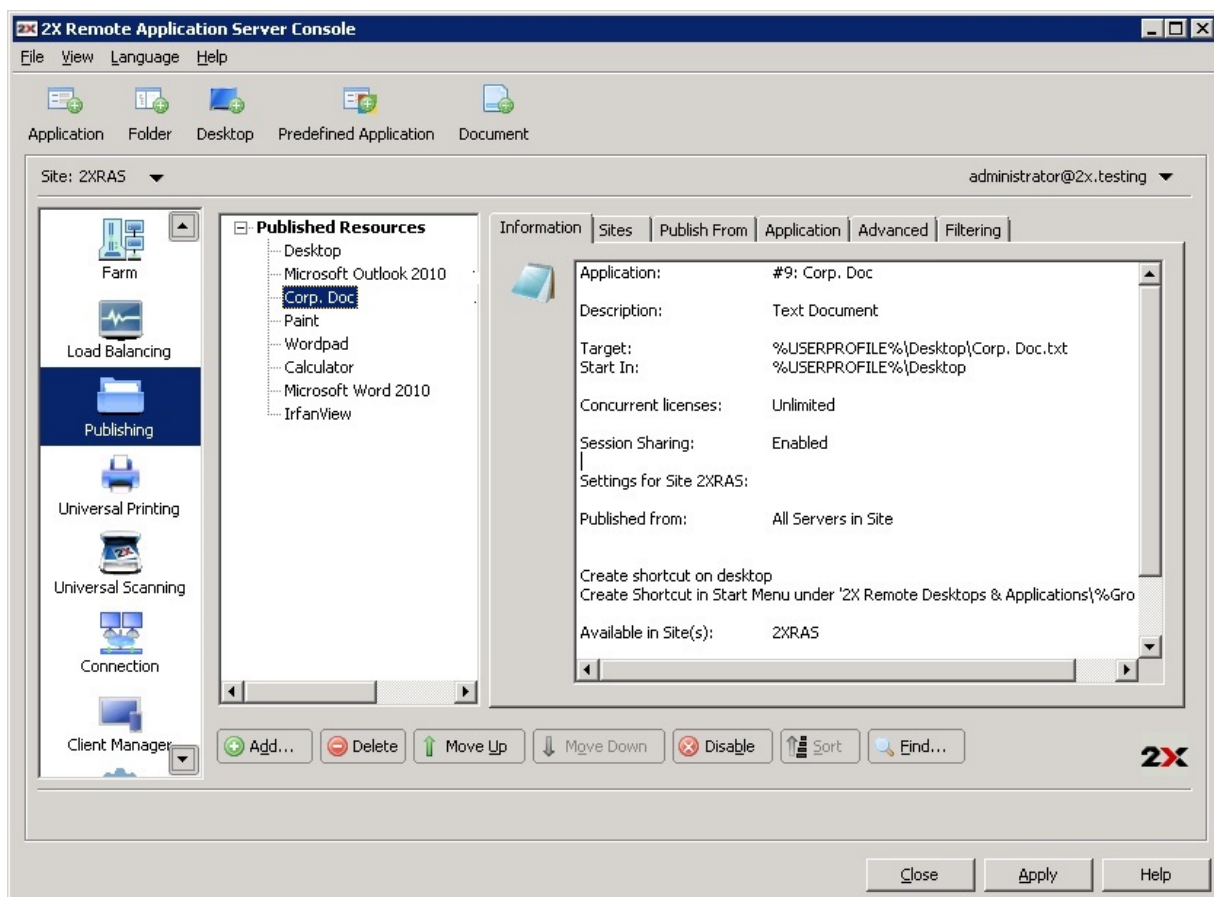 2X 2X Remote Application Server Console
File View Language Help
Application Folder Desktop Predefined Application Document
Site: 2XRAS administrator@2x.testing
Farm
Load Balancing
Publishing
Universal Printing
2X
Universal Scanning
Connection
Client Manager
Published Resources
Desktop
Microsoft Outlook 2010
Corp. Doc
Paint
Wordpad
Calculator
Microsoft Word 2010
IrfanView
Information Sites Publish From Application Advanced Filtering
Application: #9: Corp. Doc
Description: Text Document
Target: %USERPROFILE%\Desktop\Corp. Doc.txt
Start In: %USERPROFILE%\Desktop
Concurrent licenses: Unlimited
Session Sharing: Enabled
Settings for Site 2XRAS:
Published from: All Servers in Site
Create shortcut on desktop
Create Shortcut in Start Menu under '2X Remote Desktops & Applications\%Gro
Available in Site(s): 2XRAS
Add... Delete Move Up Move Down Disable Sort Find...
2X
Close Apply Help